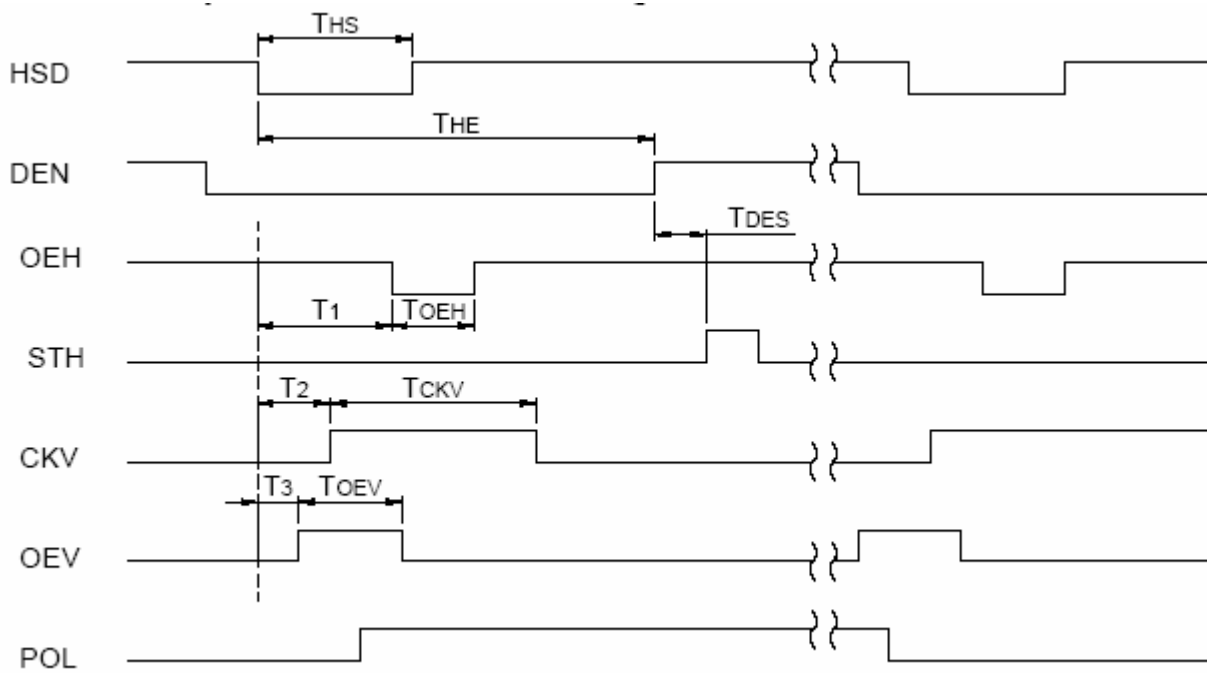 THS
HSD
THE
DEN
TDES
OEH
T1 TOEH
STH
T2 TCKV
CKV
T3 TOEV
OEV
POL